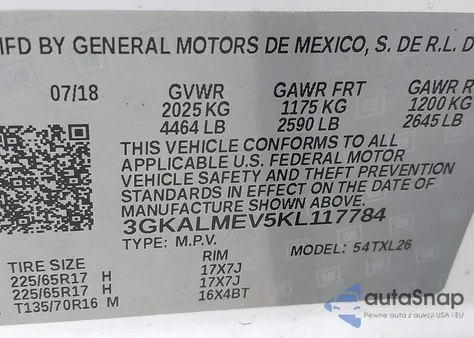 MFD BY GENERAL MOTORS DE MEXICO, S. DE R.L. D
07/18 GVWR GAWR FRT GAWR R
2025 KG 1175 KG 1200 KG
4464 LB 2590 LB 2645 LB
THIS VEHICLE CONFORMS TO ALL
APPLICABLE U.S. FEDERAL MOTOR
VEHICLE SAFETY AND THEFT PREVENTION
STANDARDS IN EFFECT ON THE DATE OF
MANUFACTURE SHOWN ABOVE.
3GKALMEV5KL117784
TYPE: M.P.V. MODEL: 54TXL26
TIRE SIZE RIM
225/65R17 H 17X7J
225/65R17 H 17X7J
T135/70R16 M 16X4BT
autoSnap
Pewne auta z aukcji USA i EU